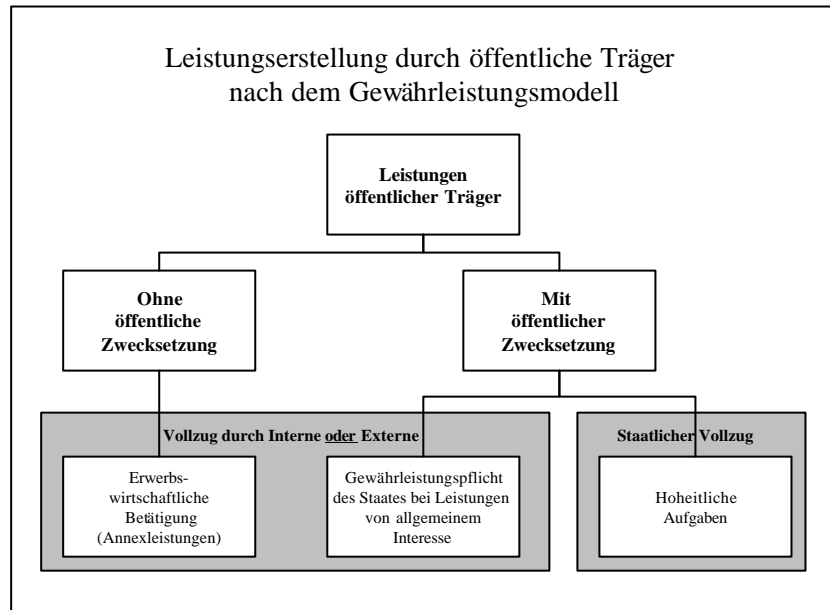 Leistungserstellung durch öffentliche Träger
nach dem Gewährleistungsmodell
Leistungen
öffentlicher Träger
Ohne
öffentliche
Zwecksetzung
Mit
öffentlicher
Zwecksetzung
Vollzug durch Interne oder Externe
Erwerbs-
wirtschaftliche
Betätigung
(Annexleistungen)
Gewährleistungspflicht
des Staates bei Leistungen
von allgemeinem
Interesse
Staatlicher Vollzug
Hoheitliche
Aufgaben